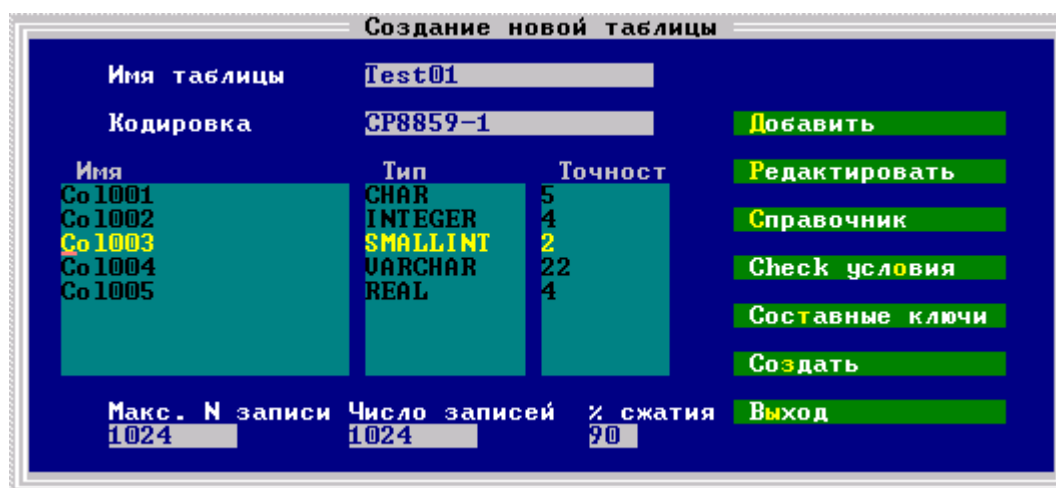 Создание новой таблицы
Имя таблицы Test01
Кодировка CP8859-1 Добавить
Имя Тип Точност Редактировать
Col001 CHAR 5
Col002 INTEGER 4 Справочник
Col003 SMALLINT 2
Col004 VARCHAR 22 Check условия
Col005 REAL 4
Составные ключи
Создать
Макс. N записи Число записей % сжатия Выход
1024 1024 90